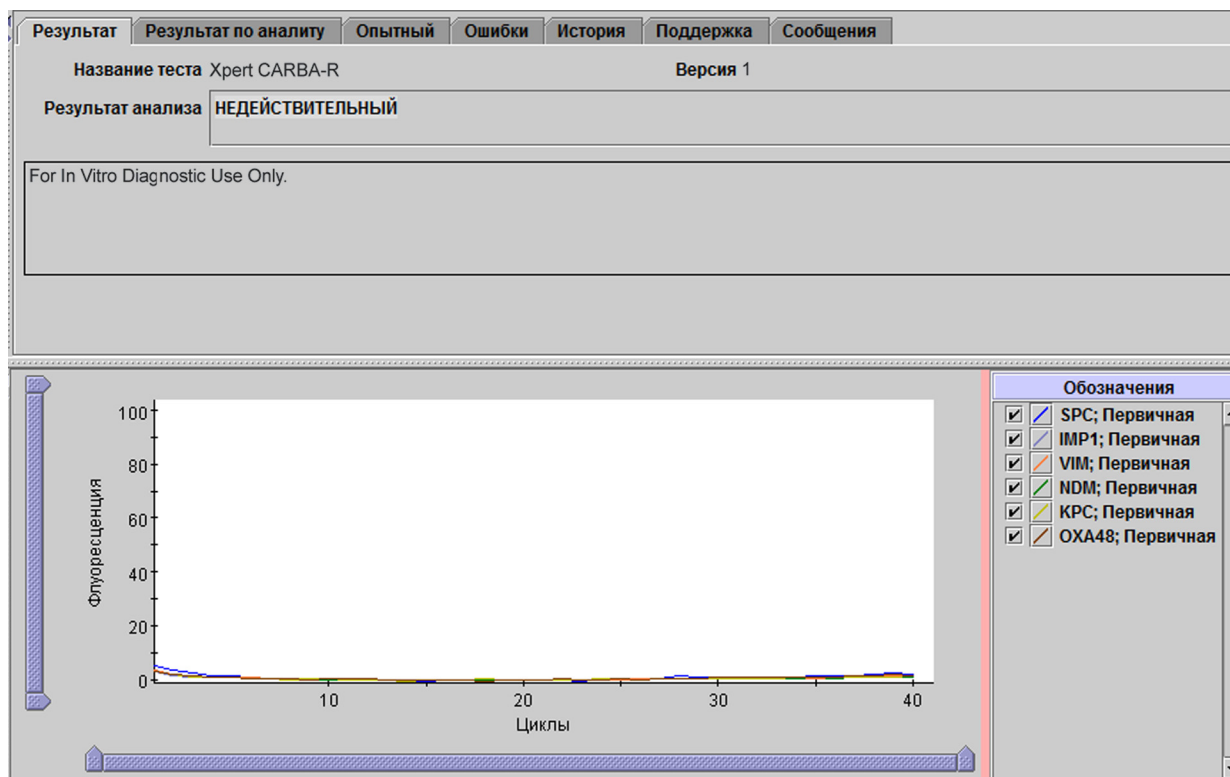 Результат Результат по аналиту Опытный Ошибки История Поддержка Сообщения
Название теста Xpert CARBA-R Версия 1
Результат анализа НЕДЕЙСТВИТЕЛЬНЫЙ
For In Vitro Diagnostic Use Only.
Обозначения
SPC; Первичная
IMP1; Первичная
VIM; Первичная
NDM; Первичная
KPC; Первичная
OXA48; Первичная
Флуоресценция
100
80
60
40
20
0
10 20 30 40
Циклы